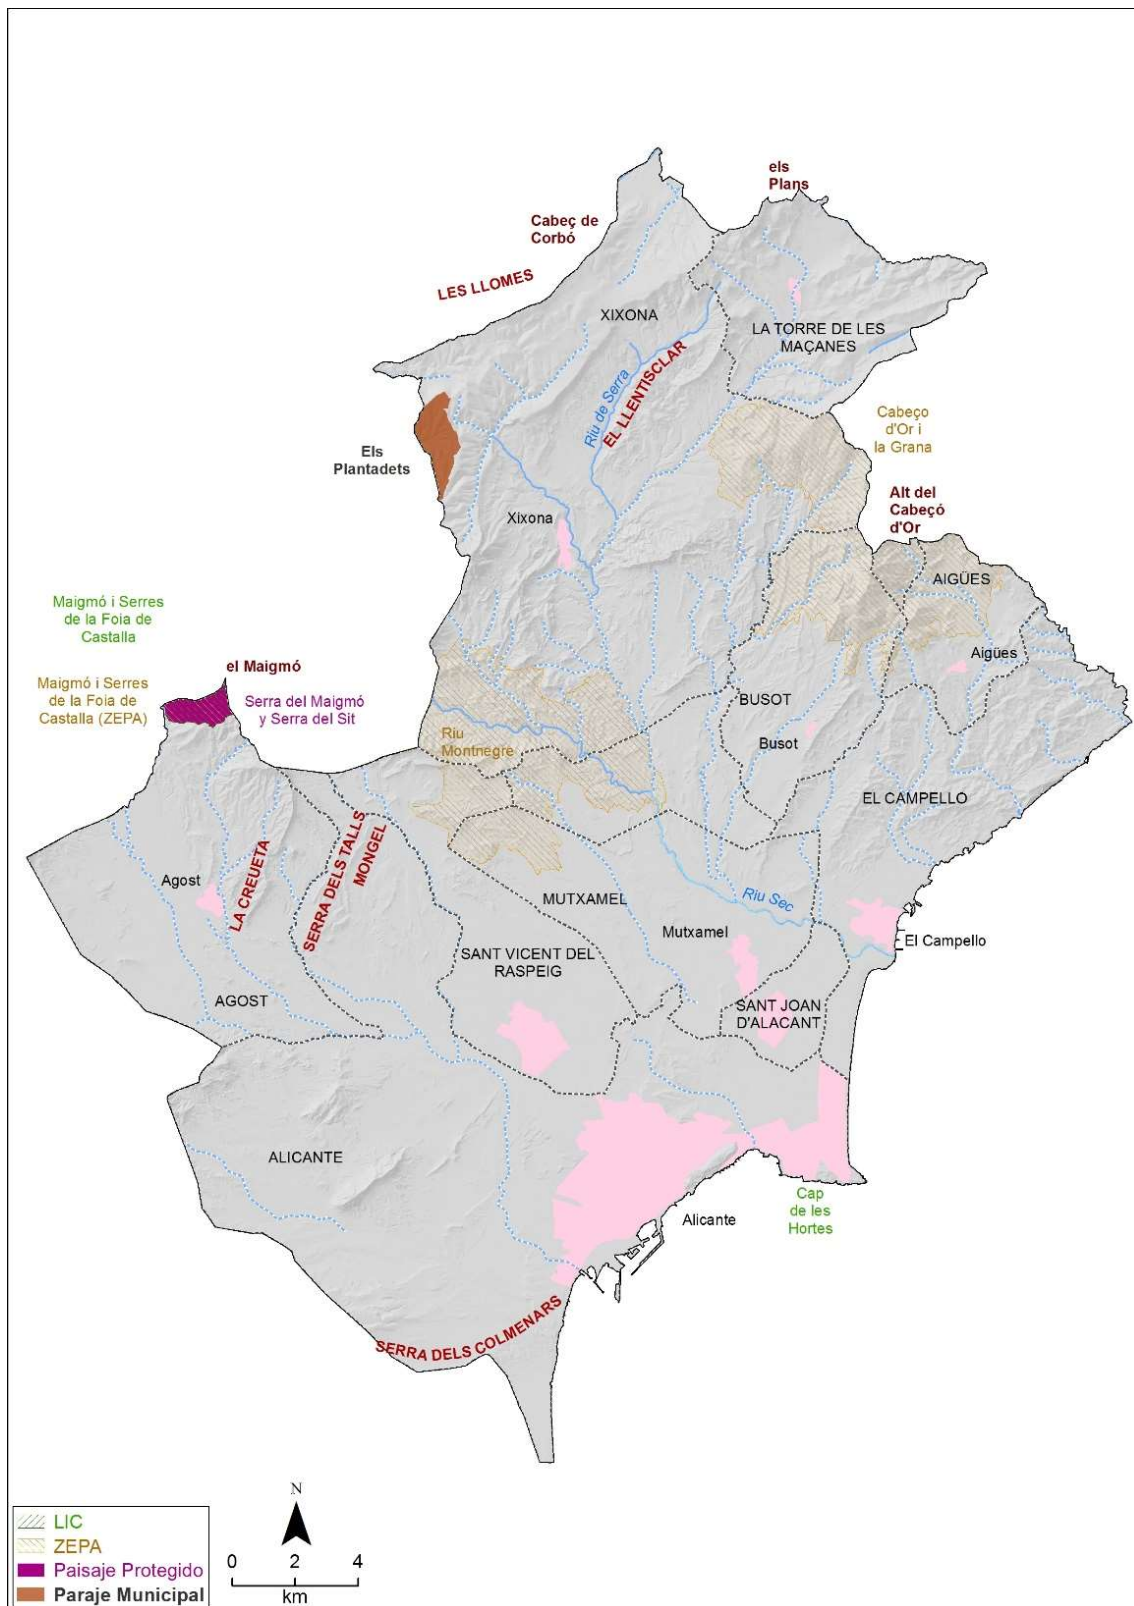 els
Plans
Cabeç de
Corbó
LES LLOMES
XIXONA
LA TORRE DE LES
MAÇANES
Riu de Serra
EL LLENTISCLAR
Cabeço
d'Or i
la Grana
Els
Plantadets
Alt del
Cabeçó
d'Or
Xixona
AIGÜES
Maigmó i Serres
de la Foia de
Castalla
Aigües
el Maigmó
Maigmó i Serres
de la Foia de
Castalla (ZEPA)
Serra del Maigmó
y Serra del Sit
BUSOT
Riu
Montnegre
Busot
EL CAMPELLO
SERRA DELS TALLS
MONGEL
LA CREUETA
Agost
MUTXAMEL
Riu Sec
Mutxamel
El Campello
SANT VICENT DEL
RASPEIG
AGOST
SANT JOAN
D'ALACANT
ALICANTE
Cap
de les
Hortes
Alicante
SERRA DELS COLMENARS
LIC
ZEPA
Paisaje Protegido
Paraje Municipal
N
0 2 4
km